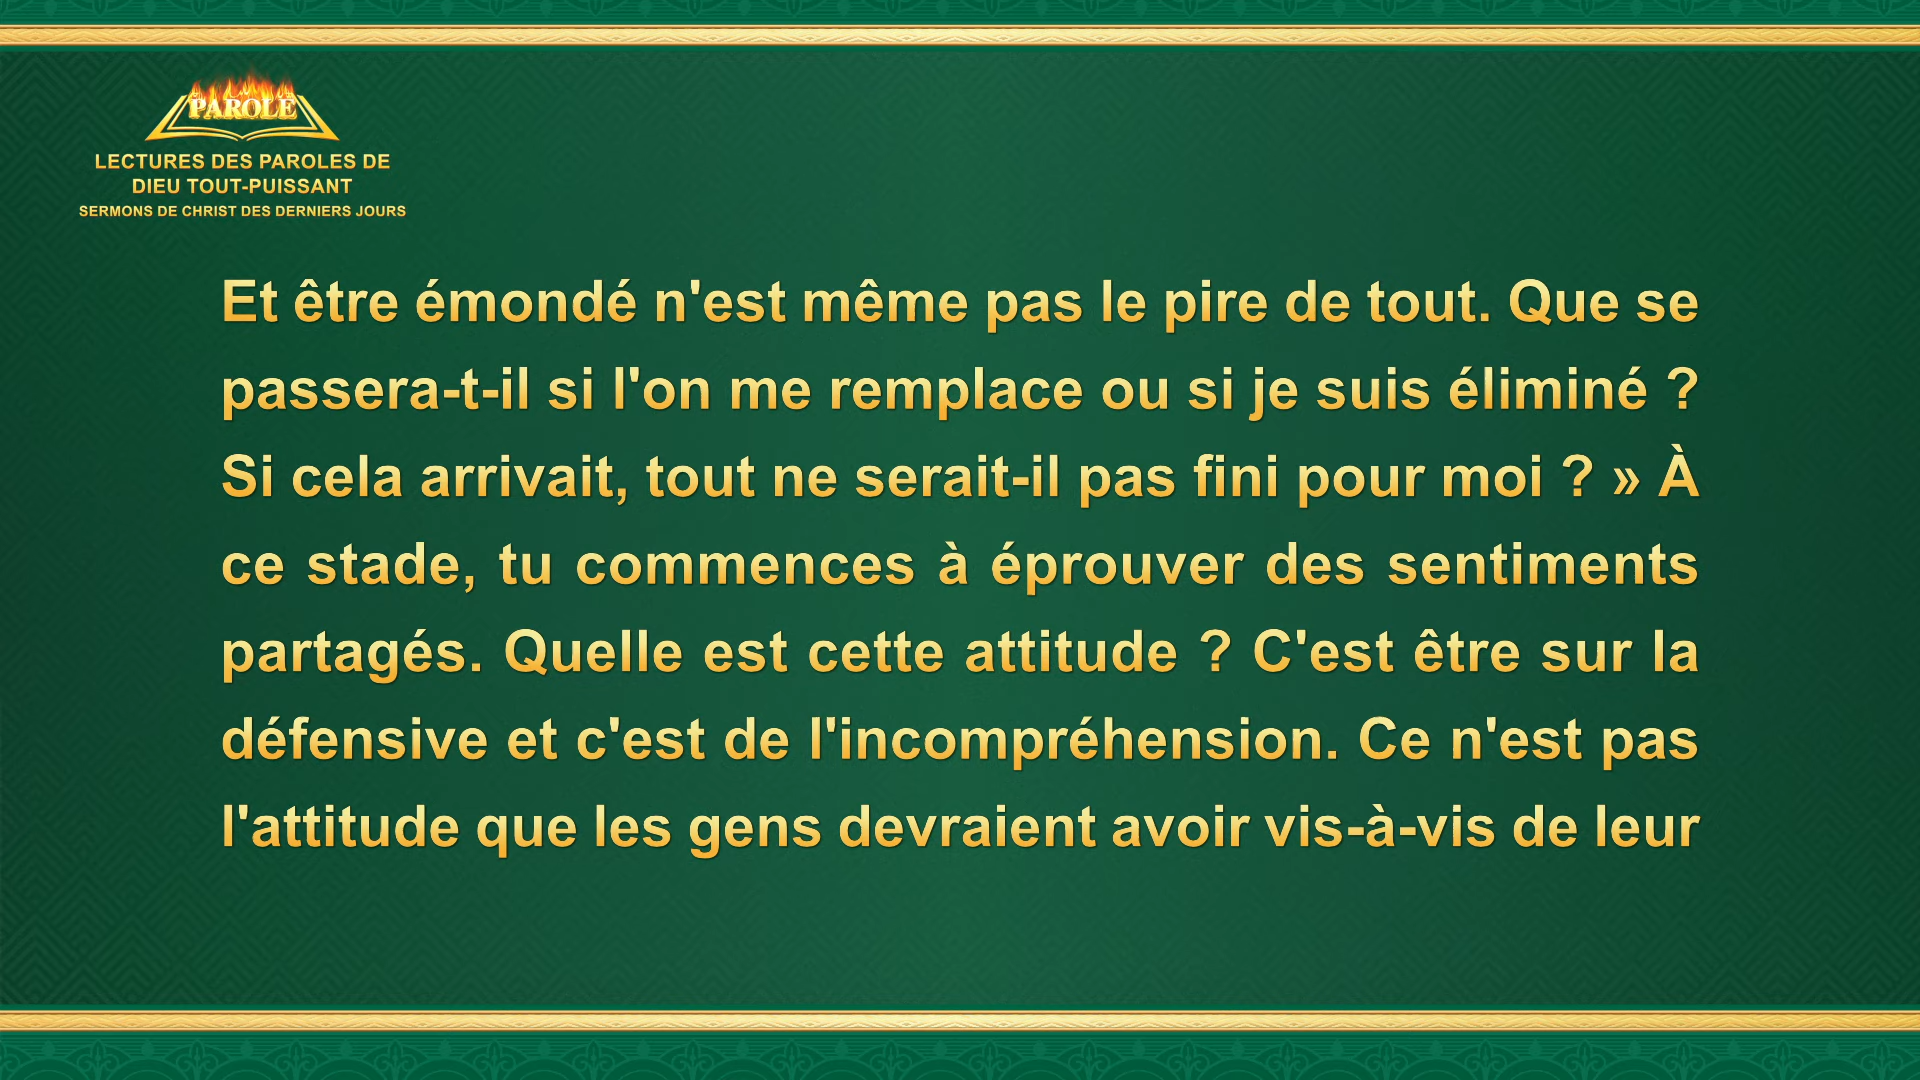 PAROLE
LECTURES DES PAROLES DE
DIEU TOUT-PUISSANT
SERMONS DE CHRIST DES DERNIERS JOURS
Et être émondé n'est même pas le pire de tout. Que se
passera-t-il si l'on me remplace ou si je suis éliminé ?
Si cela arrivait, tout ne serait-il pas fini pour moi ? » À
ce stade, tu commences à éprouver des sentiments
partagés. Quelle est cette attitude ? C'est être sur la
défensive et c'est de l'incompréhension. Ce n'est pas
l'attitude que les gens devraient avoir vis-à-vis de leur